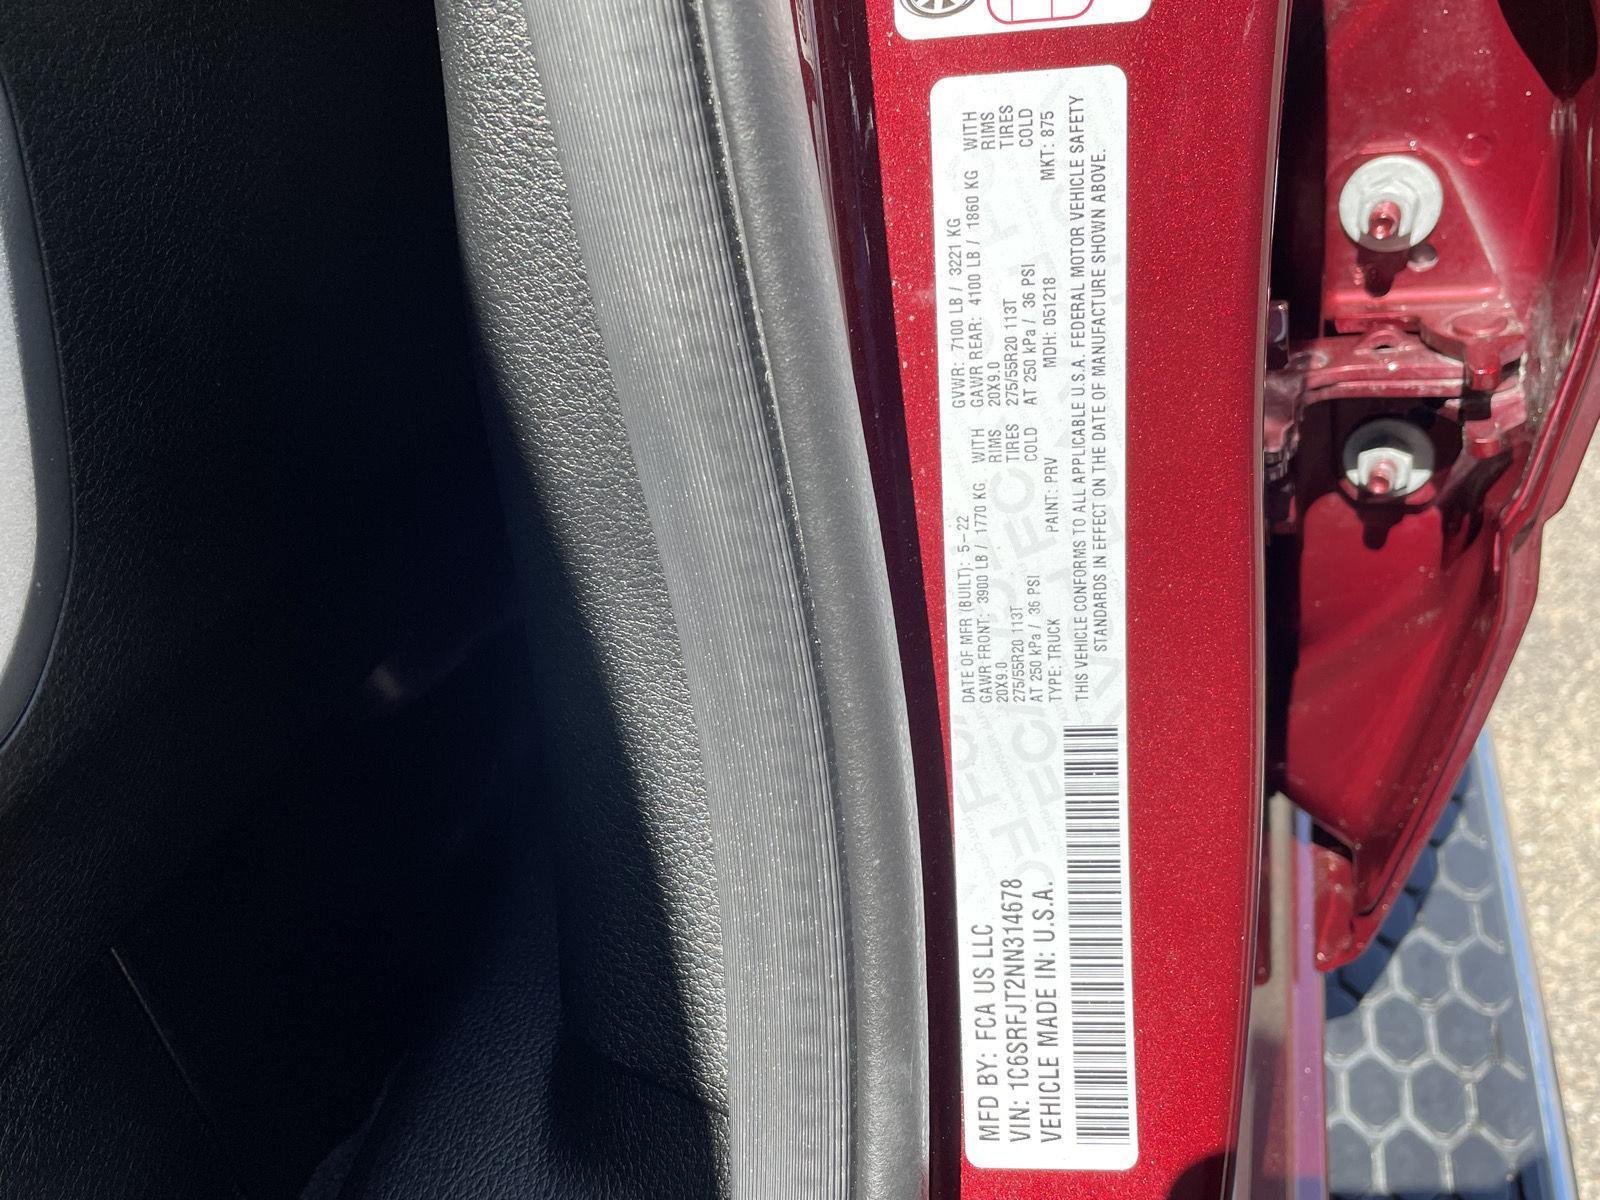 MFD BY: FCA US LLC
VIN: 1C6SRFJT2NN314678
VEHICLE MADE IN: U.S.A.
DATE OF MFR (BUILT): 5-22 GVWR: 7100 LB / 3221 KG
GAWR FRONT: 3900 LB / 1770 KG WITH GAWR REAR: 4100 LB / 1860 KG WITH
20X9.0 RIMS 20X9.0 RIMS
275/55R20 113T TIRES 275/55R20 113T TIRES
AT 250 kPa / 36 PSI COLD AT 250 kPa / 36 PSI COLD
TYPE: TRUCK PAINT: PRV MDH: 051218 MKT: 875
THIS VEHICLE CONFORMS TO ALL APPLICABLE U.S.A. FEDERAL MOTOR VEHICLE SAFETY
STANDARDS IN EFFECT ON THE DATE OF MANUFACTURE SHOWN ABOVE.